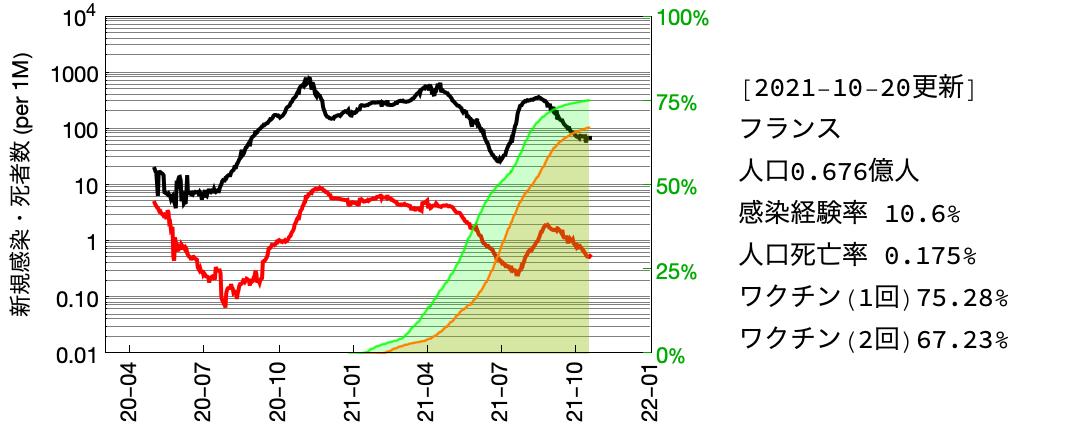 10^4
1000
100
10
1
0.10
0.01
新規感染・死者数 (per 1M)
100%
75%
50%
25%
0%
20−04
20−07
20−10
21−01
21−04
21−07
21−10
22−01
[2021-10-20更新]
フランス
人口0.676億人
感染経験率 10.6%
人口死亡率 0.175%
ワクチン(1回)75.28%
ワクチン(2回)67.23%